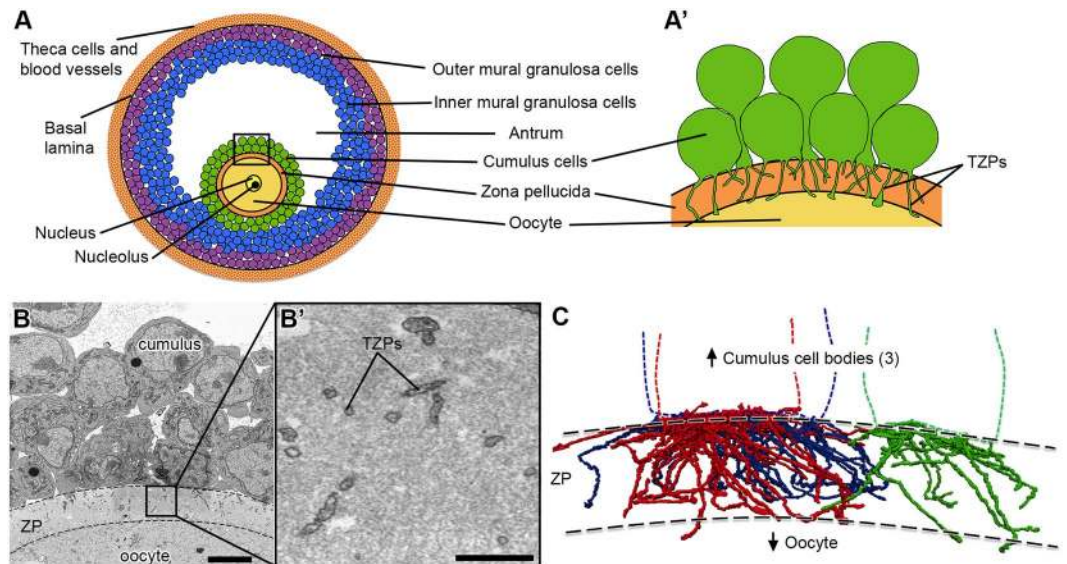 A
Theca cells and
blood vessels
Basal
lamina
Nucleus
Nucleolus
Outer mural granulosa cells
Inner mural granulosa cells
Antrum
Cumulus cells
Zona pellucida
Oocyte
A'
TZPs
B
cumulus
ZP
oocyte
B'
TZPs
C
Cumulus cell bodies (3)
ZP
Oocyte